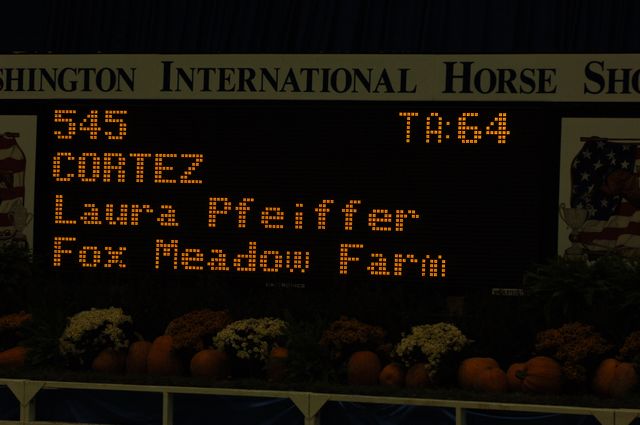 SHINGTON INTERNATIONAL HORSE SHO
545 TA:64
CORTEZ
Laura Pfeiffer
Fox Meadow Farm